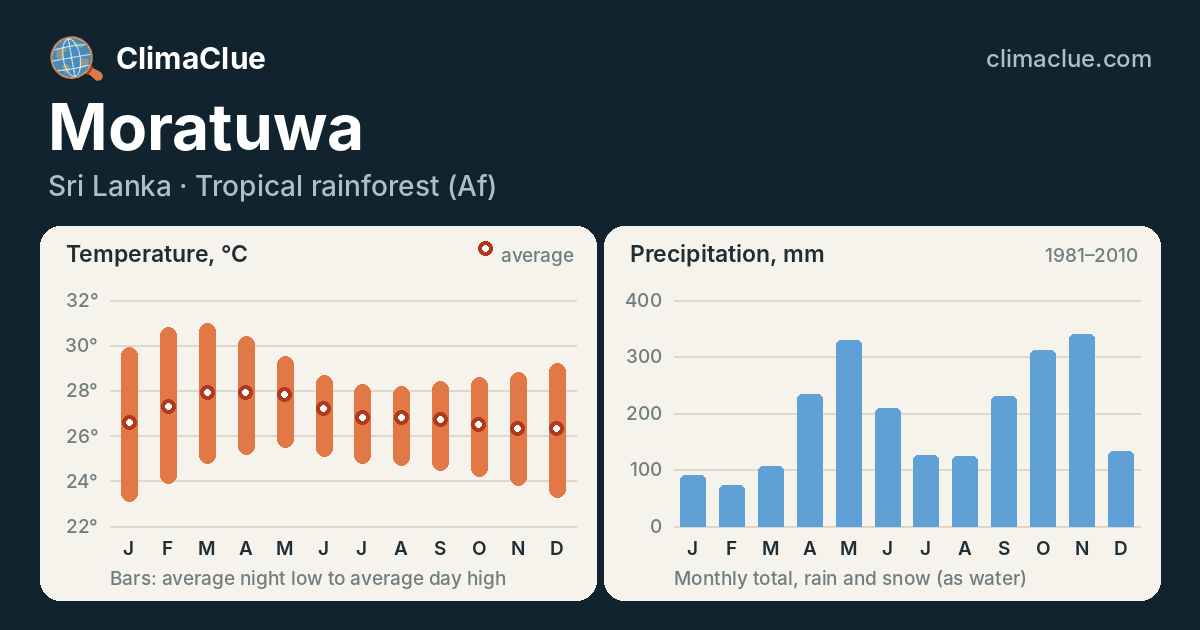 ClimaClue
climaclue.com
Moratuwa
Sri Lanka · Tropical rainforest (Af)
Temperature, °C
average
32°
30°
28°
26°
24°
22°
J F M A M J J A S O N D
Bars: average night low to average day high
Precipitation, mm
1981–2010
400
300
200
100
0
J F M A M J J A S O N D
Monthly total, rain and snow (as water)